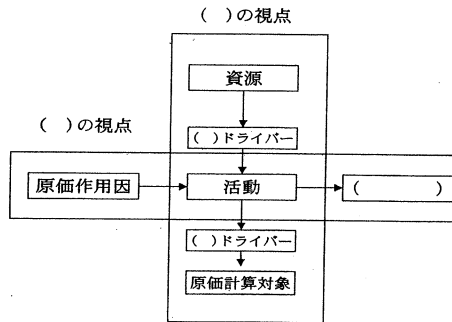 (　)の視点
資源
(　)の視点
(　)ドライバー
原価作用因
活動
(　　　)
(　)ドライバー
原価計算対象